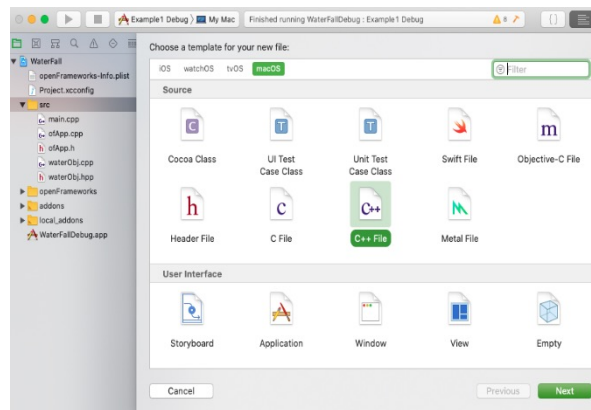 Example1 Debug 〉 My Mac
Finished running WaterFallDebug : Example1 Debug
6
WaterFall
openFrameworks-Info.plist
Project.xcconfig
src
main.cpp
ofApp.cpp
ofApp.h
waterObj.cpp
waterObj.hpp
openFrameworks
addons
local_addons
WaterFallDebug.app
Choose a template for your new file:
iOS watchOS tvOS macOS
Filter
Source
C T T m
Cocoa Class
UI Test
Case Class
Unit Test
Case Class
Swift File
Objective-C File
h c C++
Header File
C File
C++ File
Metal File
User Interface
Storyboard
Application
Window
View
Empty
Cancel
Previous
Next